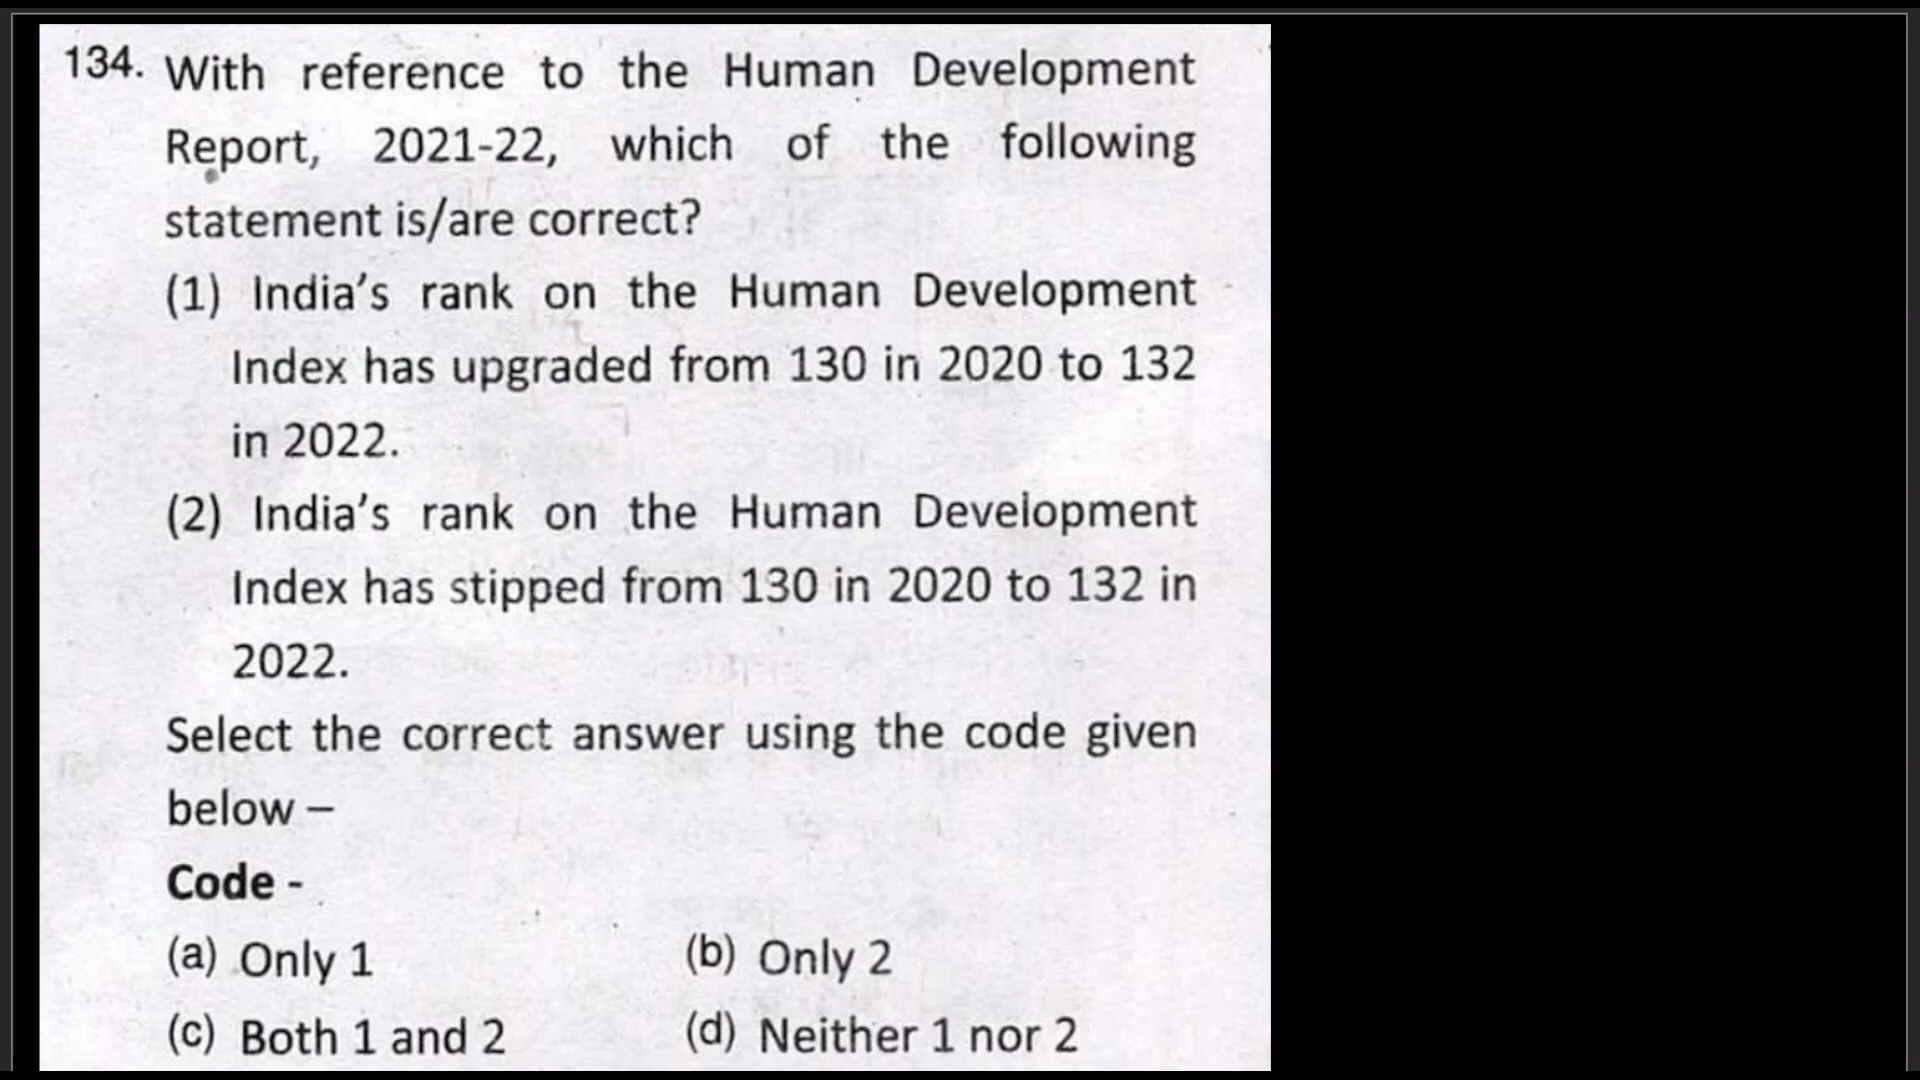 134. With reference to the Human Development
Report, 2021-22, which of the following
statement is/are correct?
(1) India’s rank on the Human Development
Index has upgraded from 130 in 2020 to 132
in 2022.
(2) India’s rank on the Human Development
Index has stipped from 130 in 2020 to 132 in
2022.
Select the correct answer using the code given
below –
Code -
(a) Only 1 (b) Only 2
(c) Both 1 and 2 (d) Neither 1 nor 2